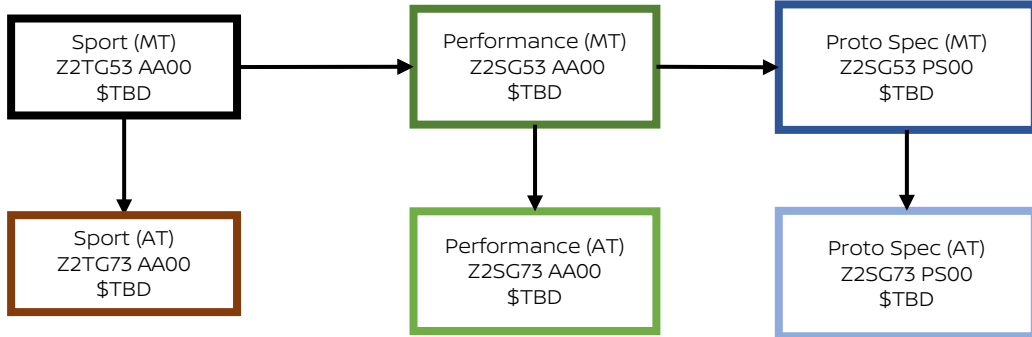 Sport (MT)
Z2TG53 AA00
$TBD
Performance (MT)
Z2SG53 AA00
$TBD
Proto Spec (MT)
Z2SG53 PS00
$TBD
Sport (AT)
Z2TG73 AA00
$TBD
Performance (AT)
Z2SG73 AA00
$TBD
Proto Spec (AT)
Z2SG73 PS00
$TBD